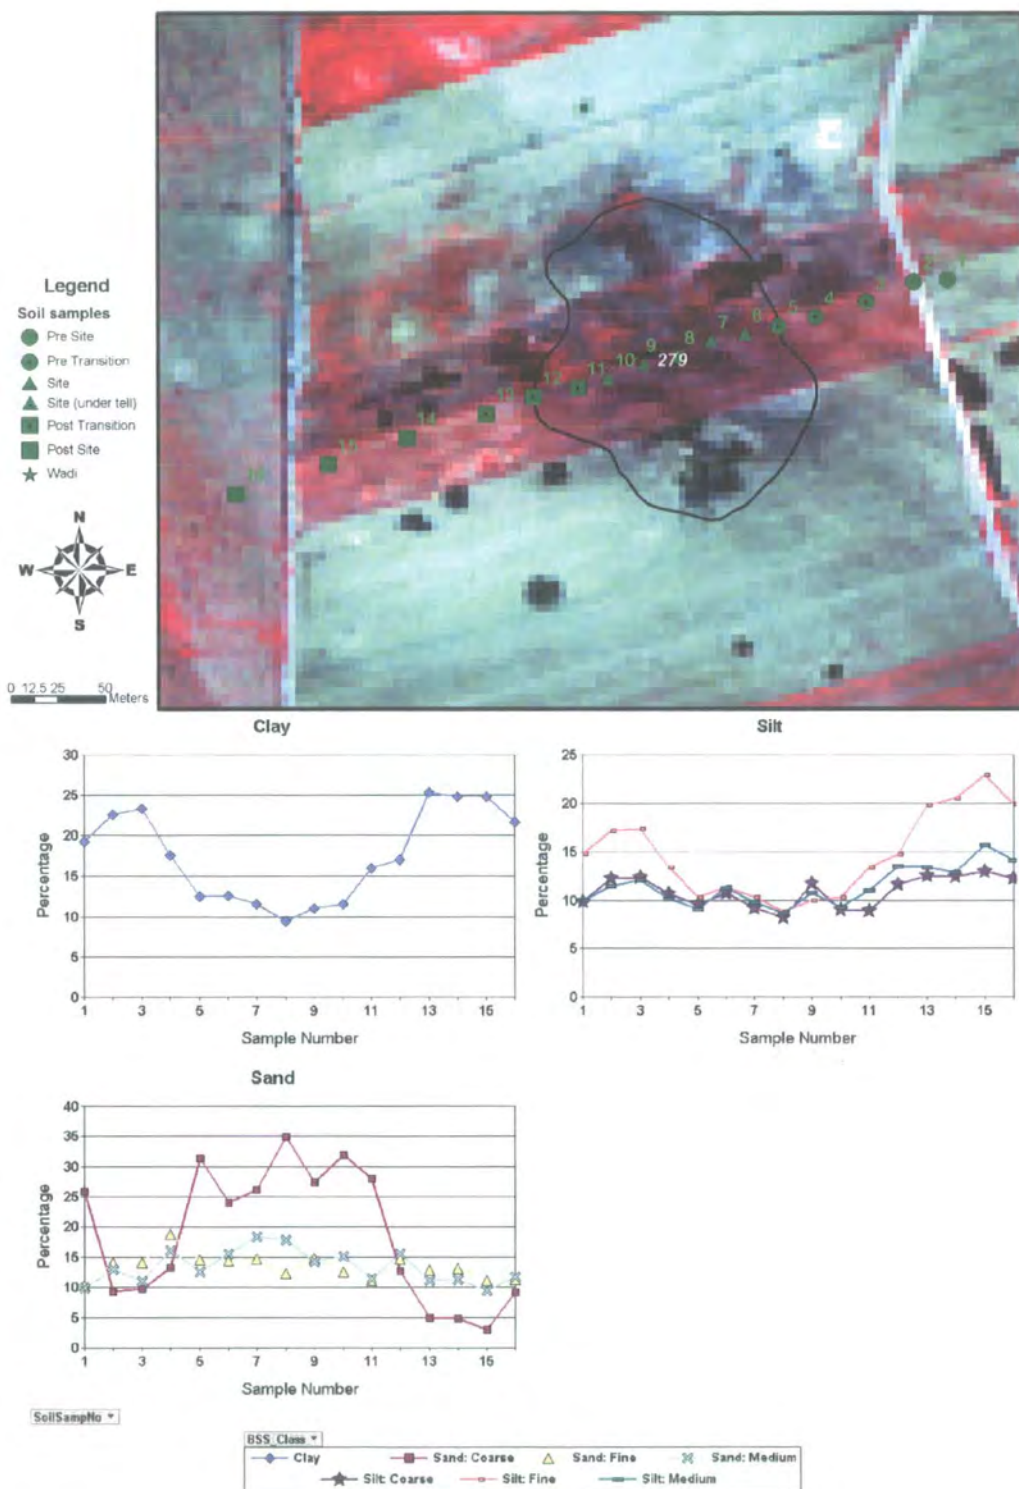 Legend
Soil samples
Pre Site
Pre Transition
Site
Site (under tell)
Post Transition
Post Site
Wadi
N
W E
S
0 12.5 25 50
Meters
1
2
3
4
5
6
7
8
9
279
10
11
12
13
14
15
16
Clay
30
25
20
15
10
5
0
Percentage
1 3 5 7 9 11 13 15
Sample Number
Silt
25
20
15
10
5
0
Percentage
1 3 5 7 9 11 13 15
Sample Number
Sand
40
35
30
25
20
15
10
5
0
Percentage
1 3 5 7 9 11 13 15
Sample Number
SoilSampNo
BSS_Class
Clay Sand: Coarse Sand: Fine Sand: Medium
Silt: Coarse Silt: Fine Silt: Medium